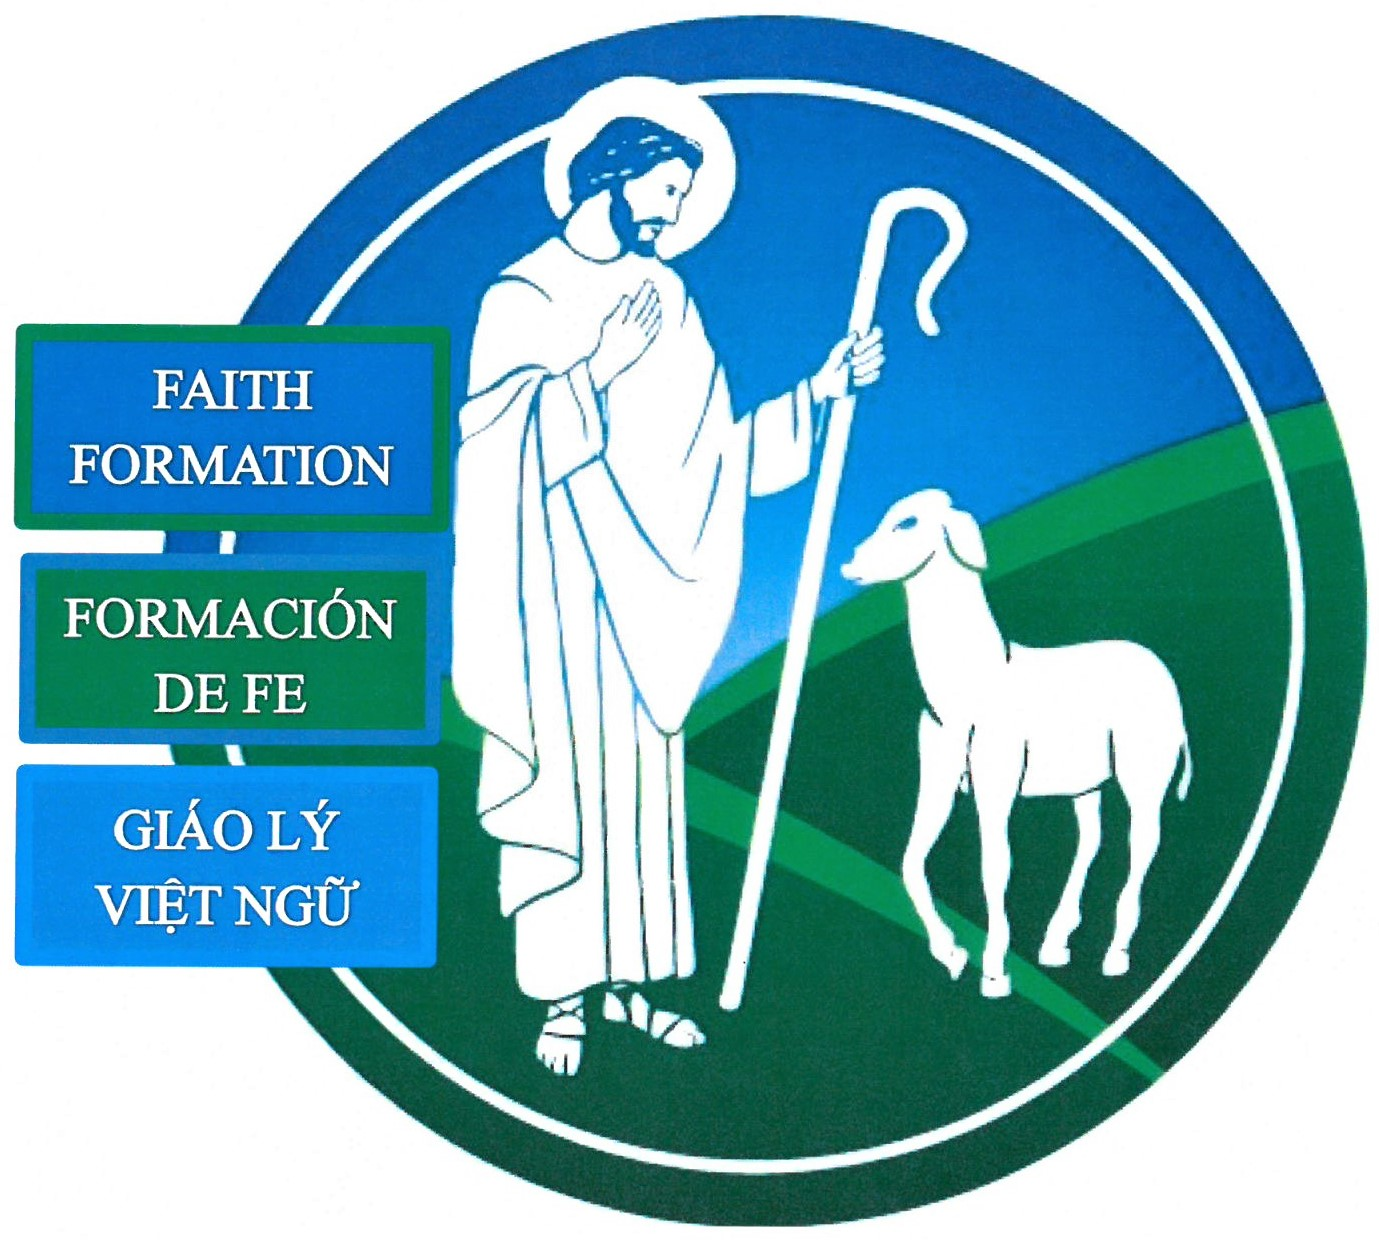 FAITH
FORMATION
FORMACIÓN
DE FE
GIÁO LÝ
VIỆT NGỮ